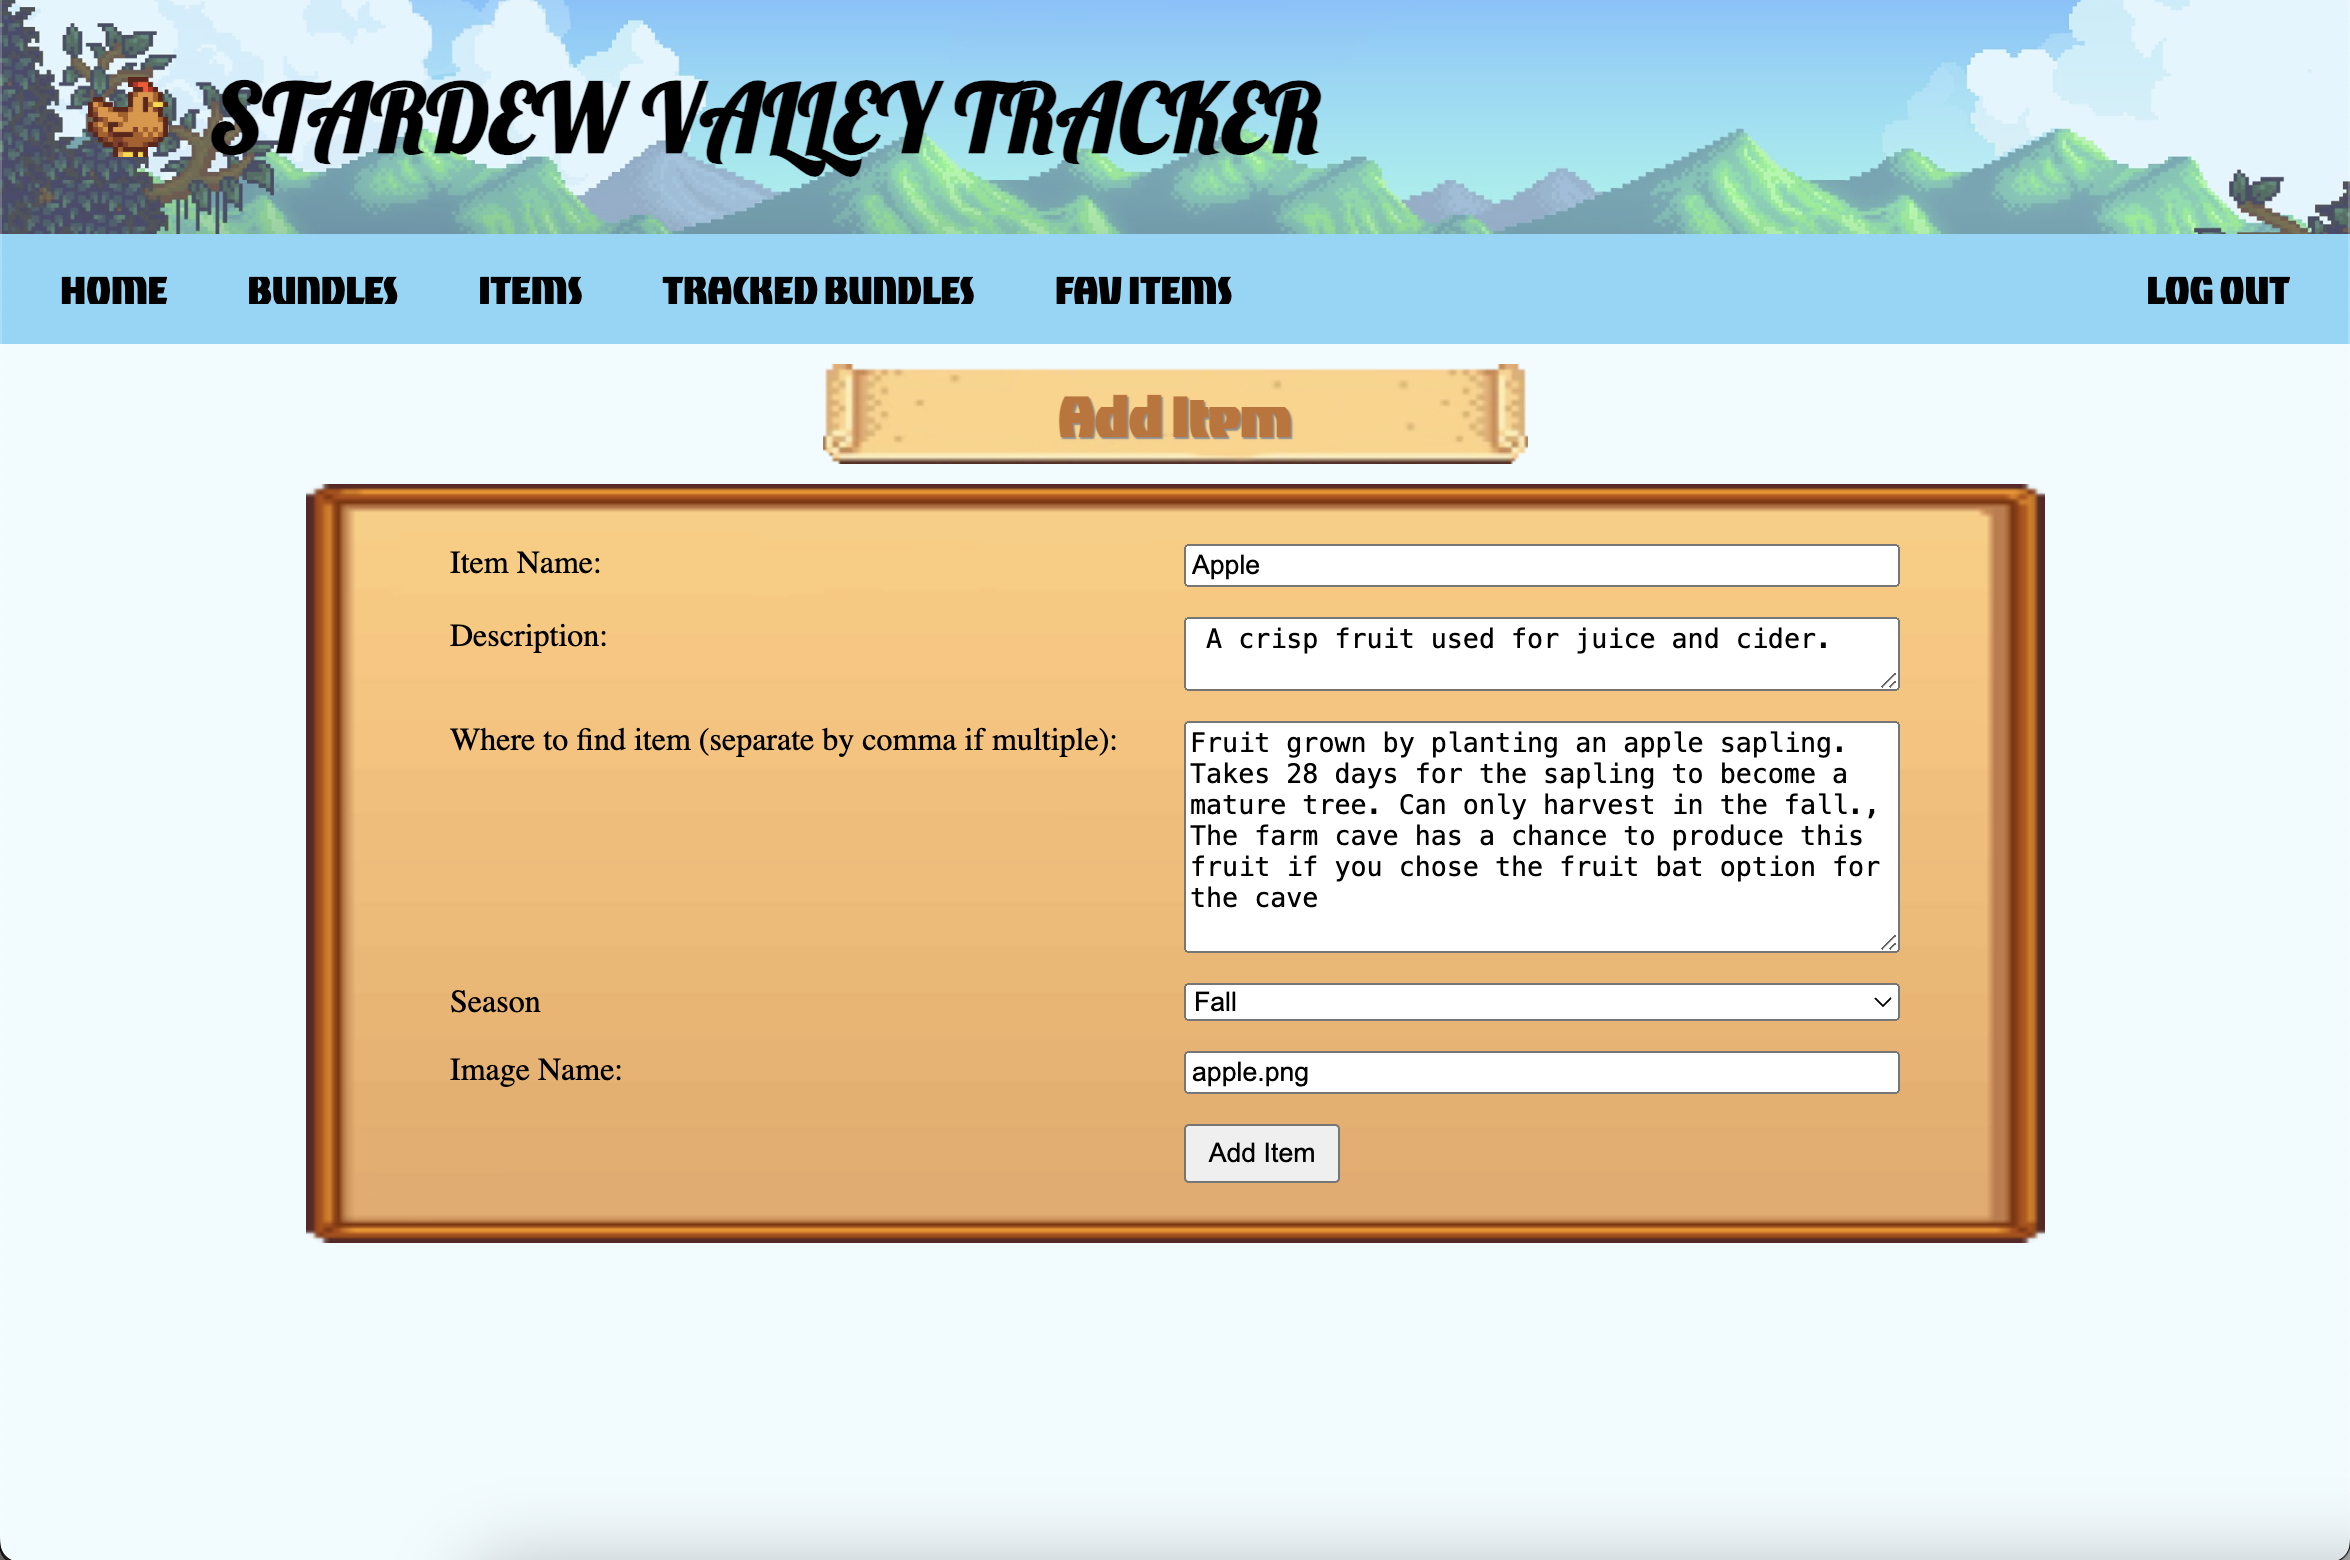 STARDEW VALLEY TRACKER
HOME BUNDLES ITEMS TRACKED BUNDLES FAV ITEMS LOG OUT
Add Item
Item Name: Apple
Description: A crisp fruit used for juice and cider.
Where to find item (separate by comma if multiple): Fruit grown by planting an apple sapling.
Takes 28 days for the sapling to become a
mature tree. Can only harvest in the fall.,
The farm cave has a chance to produce this
fruit if you chose the fruit bat option for
the cave
Season Fall
Image Name: apple.png
Add Item